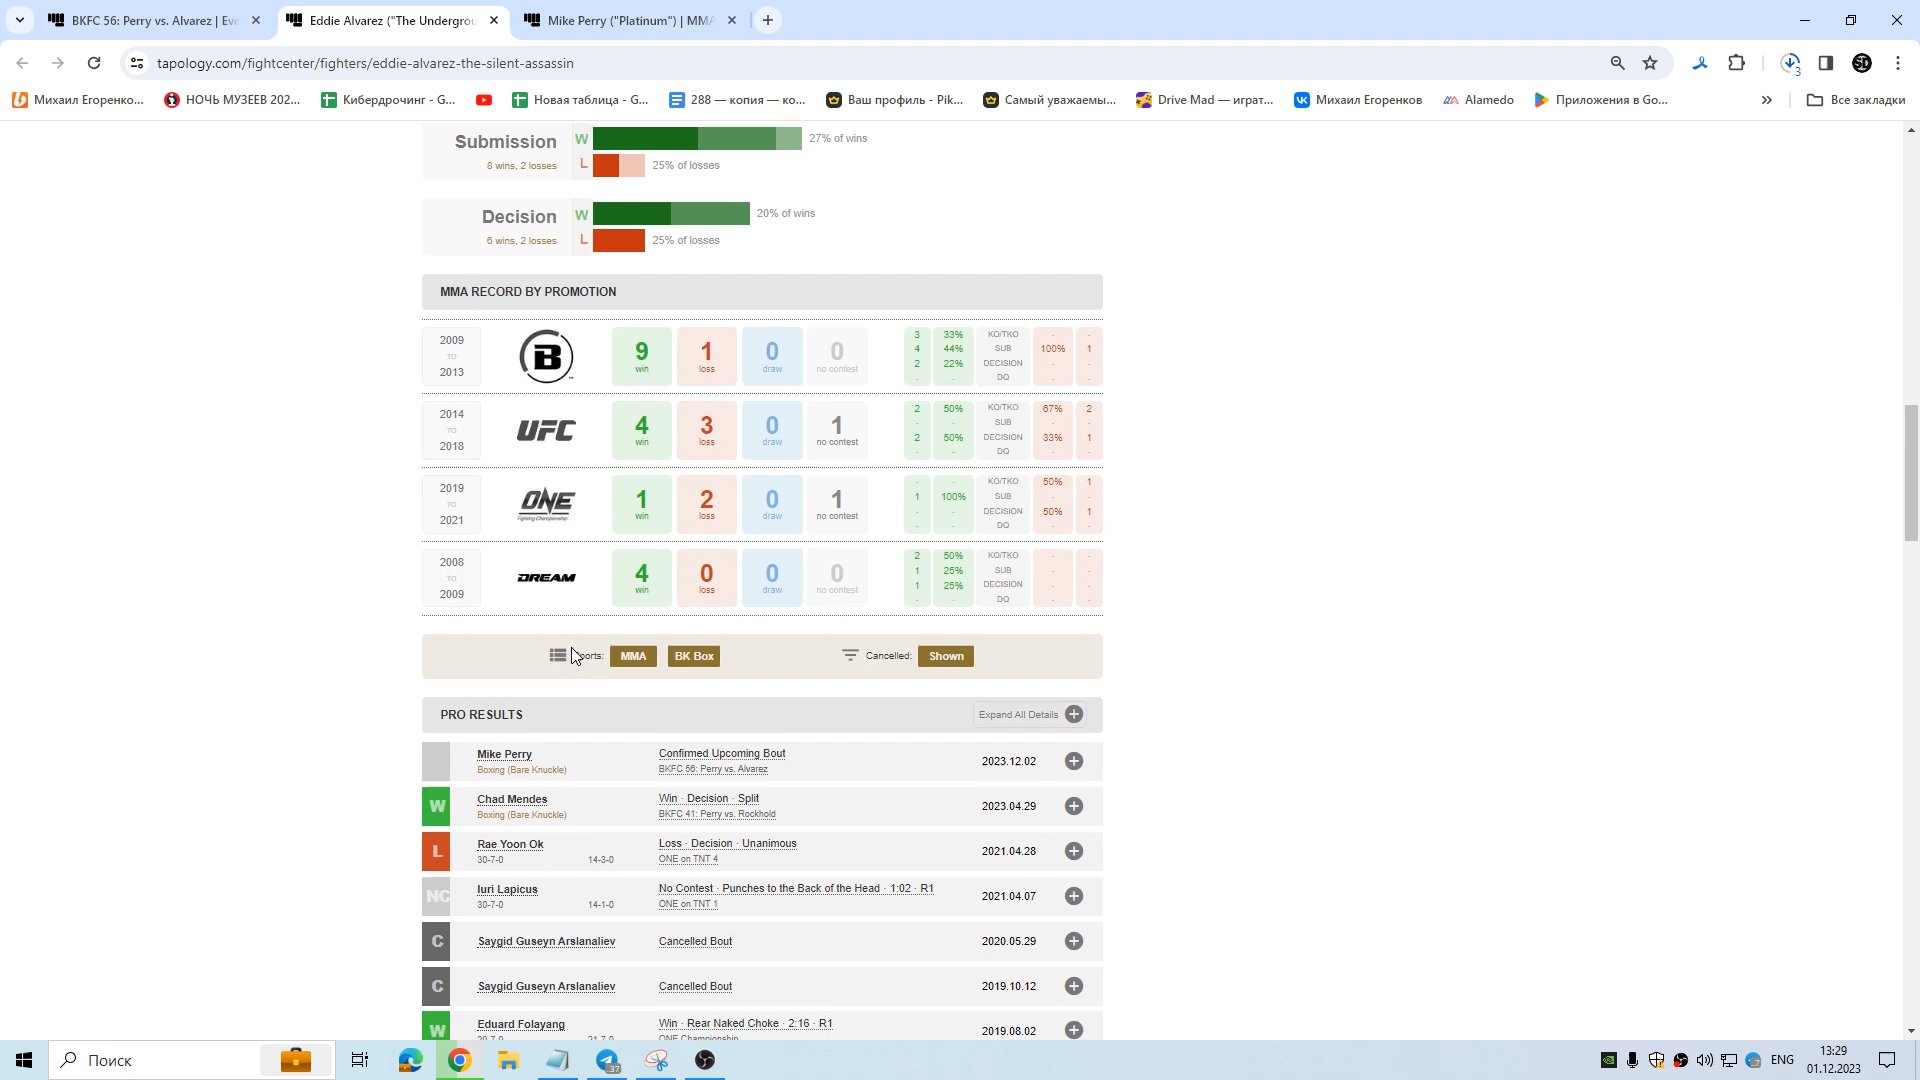 BKFC 56: Perry vs. Alvarez | Eve
Eddie Alvarez ("The Undergrou
Mike Perry ("Platinum") | MMA
tapology.com/fightcenter/fighters/eddie-alvarez-the-silent-assassin
3
SD
Михаил Егоренко...
НОЧЬ МУЗЕЕВ 202...
Кибердрочинг - G...
Новая таблица - G...
288 — копия — ко...
Ваш профиль - Pik...
Самый уважаемы...
Drive Mad — играт...
Михаил Егоренков
Alamedo
Приложения в Go...
»
Все закладки
Submission
8 wins, 2 losses
W
27% of wins
L
25% of losses
Decision
6 wins, 2 losses
W
20% of wins
L
25% of losses
MMA RECORD BY PROMOTION
2009
TO
2013
B
9
win
1
loss
0
draw
0
no contest
3 33% KO/TKO - -
4 44% SUB 100% 1
2 22% DECISION - -
- - DQ - -
2014
TO
2018
UFC
4
win
3
loss
0
draw
1
no contest
2 50% KO/TKO 67% 2
- - SUB - -
2 50% DECISION 33% 1
- - DQ - -
2019
TO
2021
ONE
Fighting Championship
1
win
2
loss
0
draw
1
no contest
- - KO/TKO 50% 1
1 100% SUB - -
- - DECISION 50% 1
- - DQ - -
2008
TO
2009
DREAM
4
win
0
loss
0
draw
0
no contest
2 50% KO/TKO - -
1 25% SUB - -
1 25% DECISION - -
- - DQ - -
orts:
MMA
BK Box
Cancelled:
Shown
PRO RESULTS
Expand All Details
Mike Perry
Boxing (Bare Knuckle)
Confirmed Upcoming Bout
BKFC 56: Perry vs. Alvarez
2023.12.02
W
Chad Mendes
Boxing (Bare Knuckle)
Win · Decision · Split
BKFC 41: Perry vs. Rockhold
2023.04.29
L
Rae Yoon Ok
30-7-0 14-3-0
Loss · Decision · Unanimous
ONE on TNT 4
2021.04.28
NC
Iuri Lapicus
30-7-0 14-1-0
No Contest · Punches to the Back of the Head · 1:02 · R1
ONE on TNT 1
2021.04.07
C
Saygid Guseyn Arslanaliev
Cancelled Bout
2020.05.29
C
Saygid Guseyn Arslanaliev
Cancelled Bout
2019.10.12
W
Eduard Folayang
29-7-0 21-7-0
Win · Rear Naked Choke · 2:16 · R1
ONE Championship
2019.08.02
Поиск
37
ENG
13:29
01.12.2023